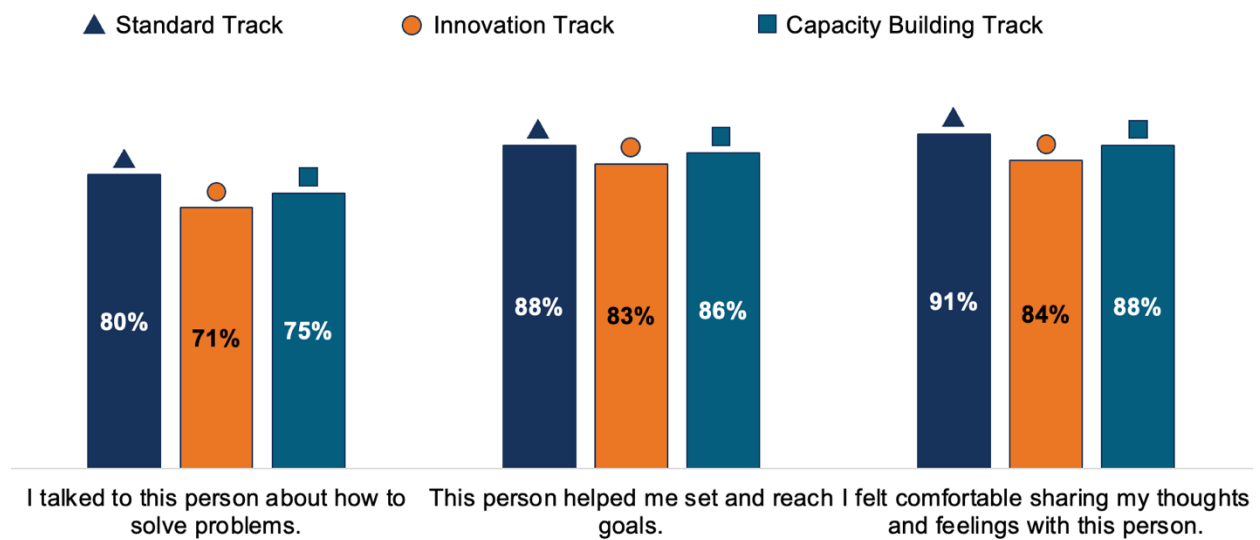 Standard Track
Innovation Track
Capacity Building Track
80%
71%
75%
88%
83%
86%
91%
84%
88%
I talked to this person about how to
solve problems.
This person helped me set and reach
goals.
I felt comfortable sharing my thoughts
and feelings with this person.